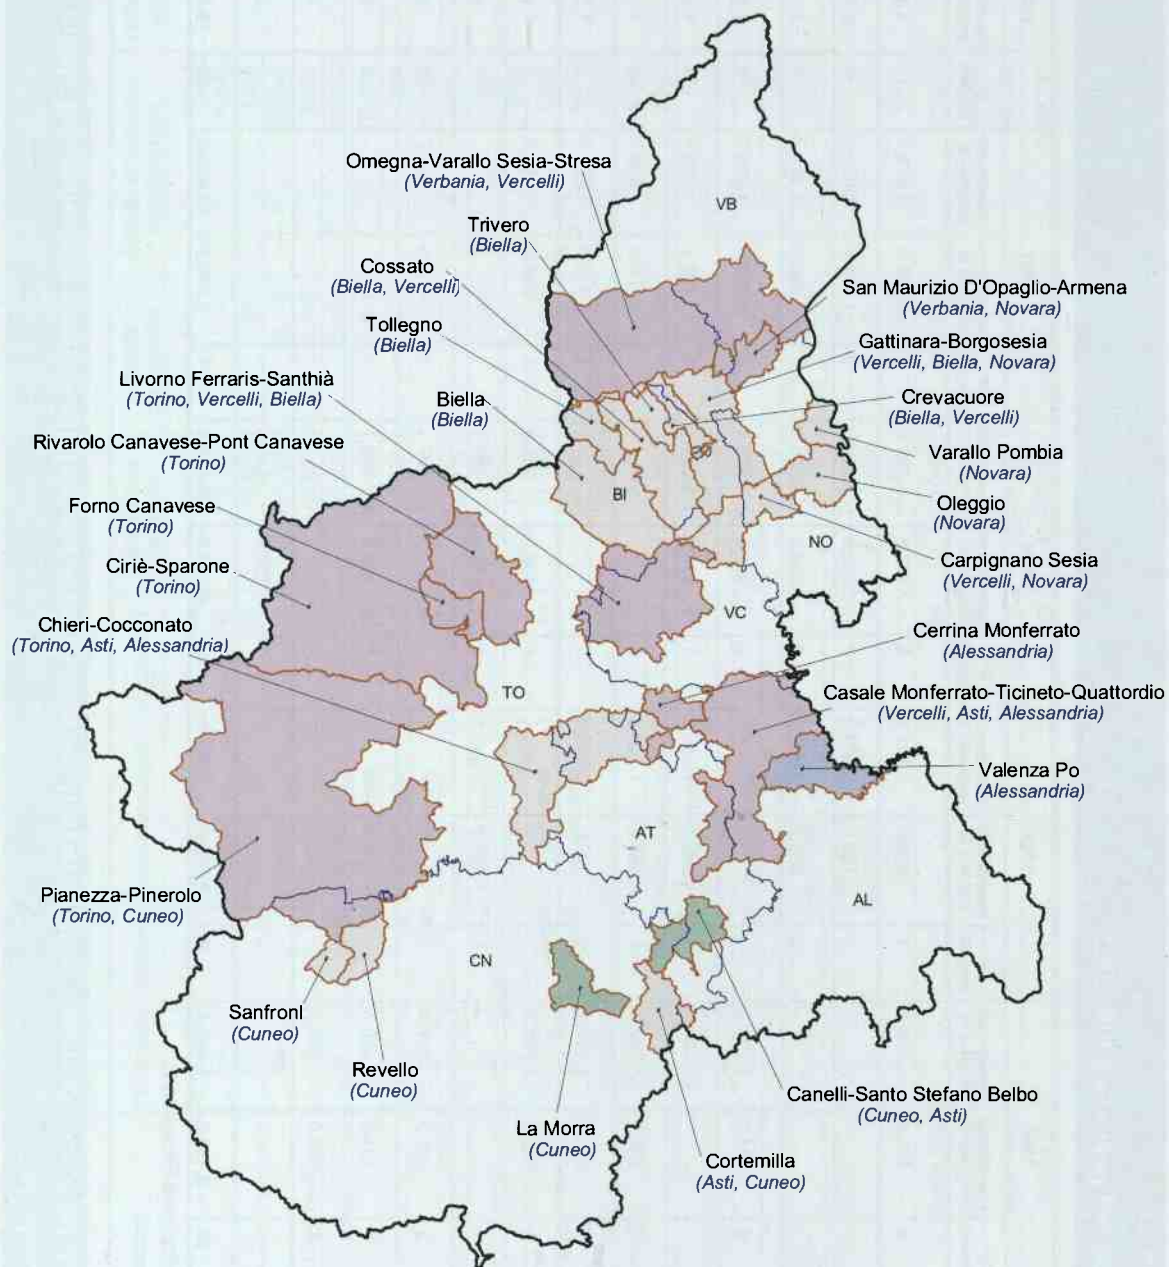 VB
Omegna-Varallo Sesia-Stresa
(Verbania, Vercelli)
Trivero
(Biella)
Cossato
(Biella, Vercelli)
Tollegno
(Biella)
Livorno Ferraris-Santhià
(Torino, Vercelli, Biella)
Biella
(Biella)
Rivarolo Canavese-Pont Canavese
(Torino)
Forno Canavese
(Torino)
Ciriè-Sparone
(Torino)
Chieri-Cocconato
(Torino, Asti, Alessandria)
Pianezza-Pinerolo
(Torino, Cuneo)
San Maurizio D'Opaglio-Armena
(Verbania, Novara)
Gattinara-Borgosesia
(Vercelli, Biella, Novara)
Crevacuore
(Biella, Vercelli)
Varallo Pombia
(Novara)
Oleggio
(Novara)
Carpignano Sesia
(Vercelli, Novara)
Cerrina Monferrato
(Alessandria)
Casale Monferrato-Ticineto-Quattordio
(Vercelli, Asti, Alessandria)
Valenza Po
(Alessandria)
BI
NO
VC
TO
AT
AL
CN
Sanfronl
(Cuneo)
Revello
(Cuneo)
La Morra
(Cuneo)
Canelli-Santo Stefano Belbo
(Cuneo, Asti)
Cortemilla
(Asti, Cuneo)